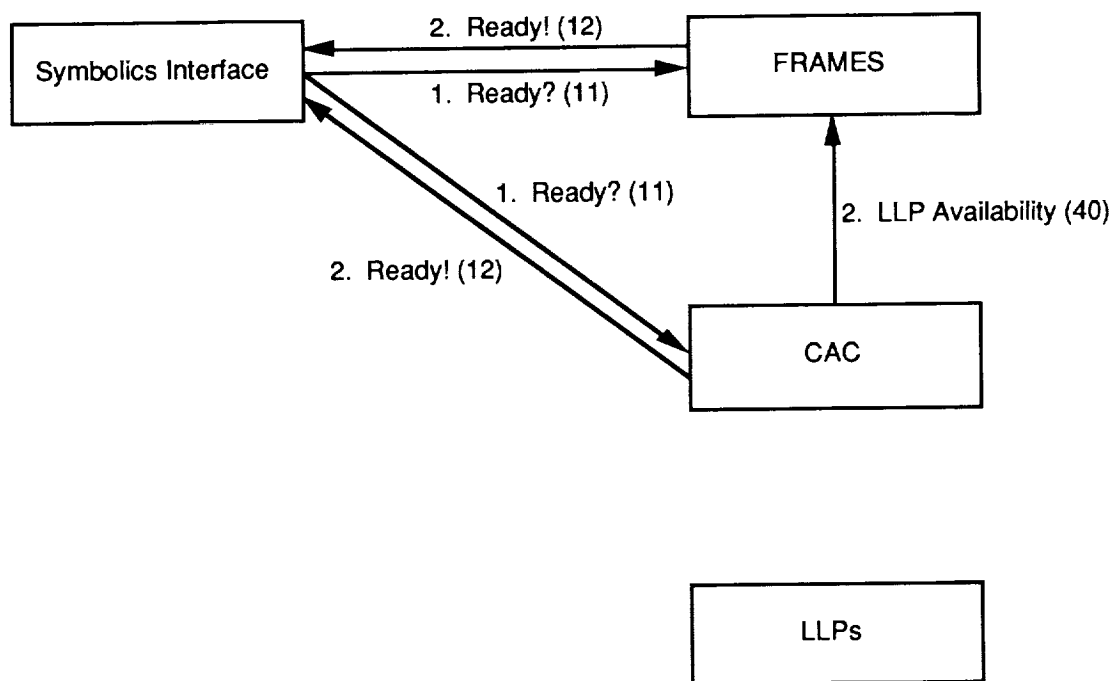 2. Ready! (12)
Symbolics Interface
FRAMES
1. Ready? (11)
1. Ready? (11)
2. LLP Availability (40)
2. Ready! (12)
CAC
LLPs